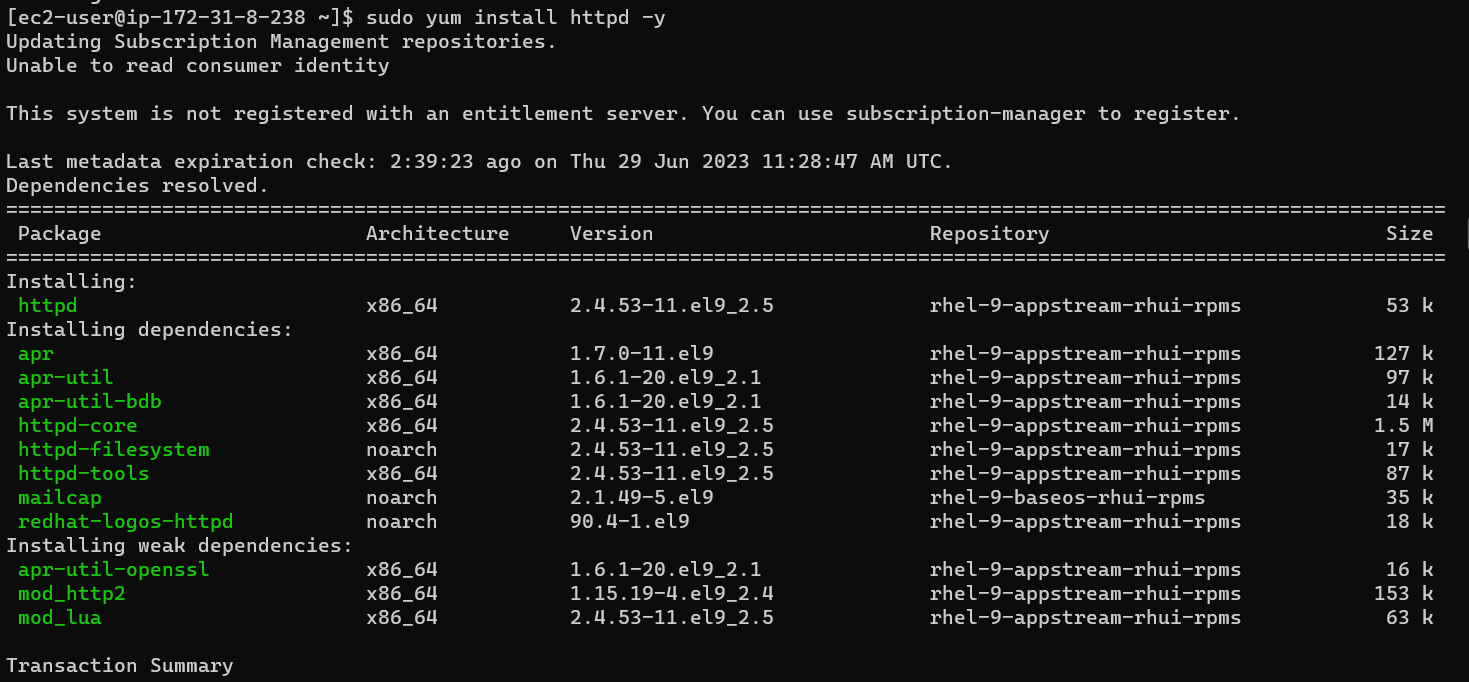 [ec2-user@ip-172-31-8-238 ~]$ sudo yum install httpd -y
Updating Subscription Management repositories.
Unable to read consumer identity
This system is not registered with an entitlement server. You can use subscription-manager to register.
Last metadata expiration check: 2:39:23 ago on Thu 29 Jun 2023 11:28:47 AM UTC.
Dependencies resolved.
========================================================================================================================
Package Architecture Version Repository Size
========================================================================================================================
Installing:
httpd x86_64 2.4.53-11.el9_2.5 rhel-9-appstream-rhui-rpms 53 k
Installing dependencies:
apr x86_64 1.7.0-11.el9 rhel-9-appstream-rhui-rpms 127 k
apr-util x86_64 1.6.1-20.el9_2.1 rhel-9-appstream-rhui-rpms 97 k
apr-util-bdb x86_64 1.6.1-20.el9_2.1 rhel-9-appstream-rhui-rpms 14 k
httpd-core x86_64 2.4.53-11.el9_2.5 rhel-9-appstream-rhui-rpms 1.5 M
httpd-filesystem noarch 2.4.53-11.el9_2.5 rhel-9-appstream-rhui-rpms 17 k
httpd-tools x86_64 2.4.53-11.el9_2.5 rhel-9-appstream-rhui-rpms 87 k
mailcap noarch 2.1.49-5.el9 rhel-9-baseos-rhui-rpms 35 k
redhat-logos-httpd noarch 90.4-1.el9 rhel-9-appstream-rhui-rpms 18 k
Installing weak dependencies:
apr-util-openssl x86_64 1.6.1-20.el9_2.1 rhel-9-appstream-rhui-rpms 16 k
mod_http2 x86_64 1.15.19-4.el9_2.4 rhel-9-appstream-rhui-rpms 153 k
mod_lua x86_64 2.4.53-11.el9_2.5 rhel-9-appstream-rhui-rpms 63 k
Transaction Summary